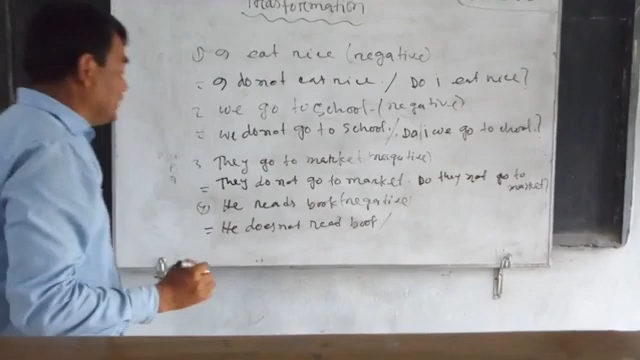 Transformation
1) I eat rice (negative)
= I do not eat rice. / Do I eat rice?
2 we go to school. (negative)
= we do not go to school. / we go to school?
3 They go to market (negative)
= They do not go to market. Do they not go to market?
4) He reads book (negative
= He does not read book /